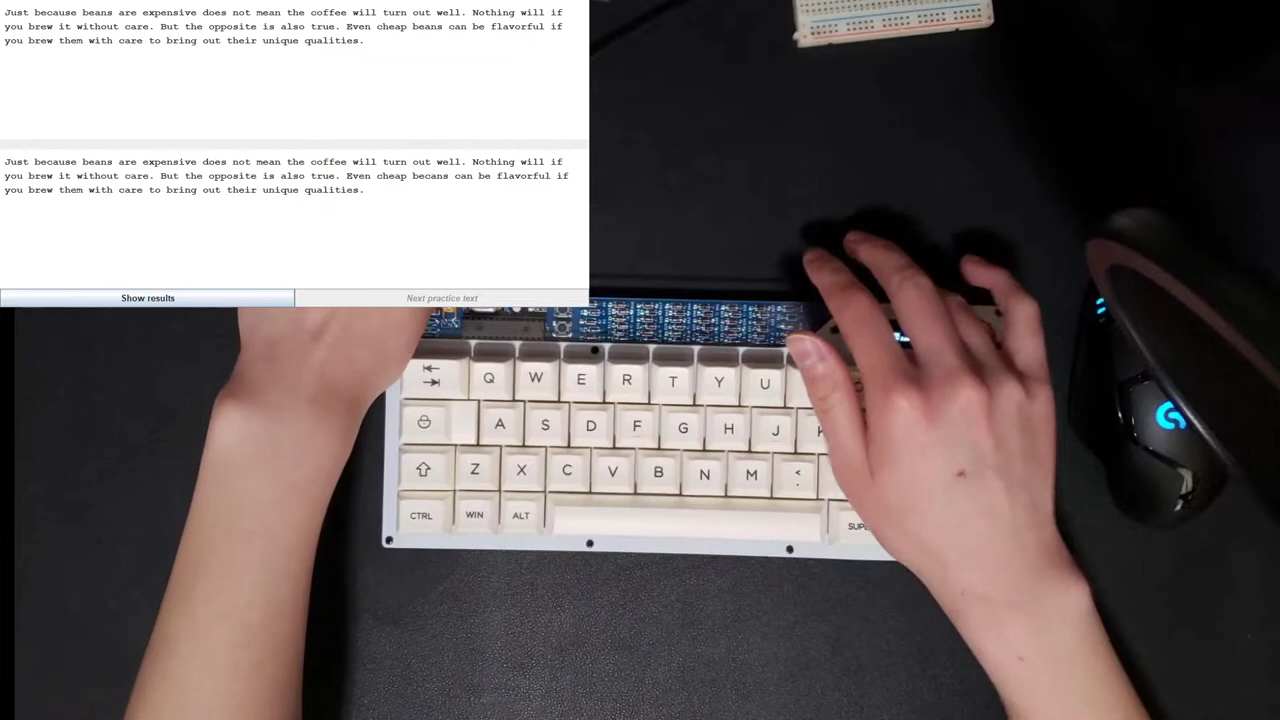 Just because beans are expensive does not mean the coffee will turn out well. Nothing will if
you brew it without care. But the opposite is also true. Even cheap beans can be flavorful if
you brew them with care to bring out their unique qualities.
Just because beans are expensive does not mean the coffee will turn out well. Nothing will if
you brew it without care. But the opposite is also true. Even cheap becans can be flavorful if
you brew them with care to bring out their unique qualities.
Show results Next practice text
Q W E R T Y U
A S D F G H J K
Z X C V B N M <
CTRL WIN ALT